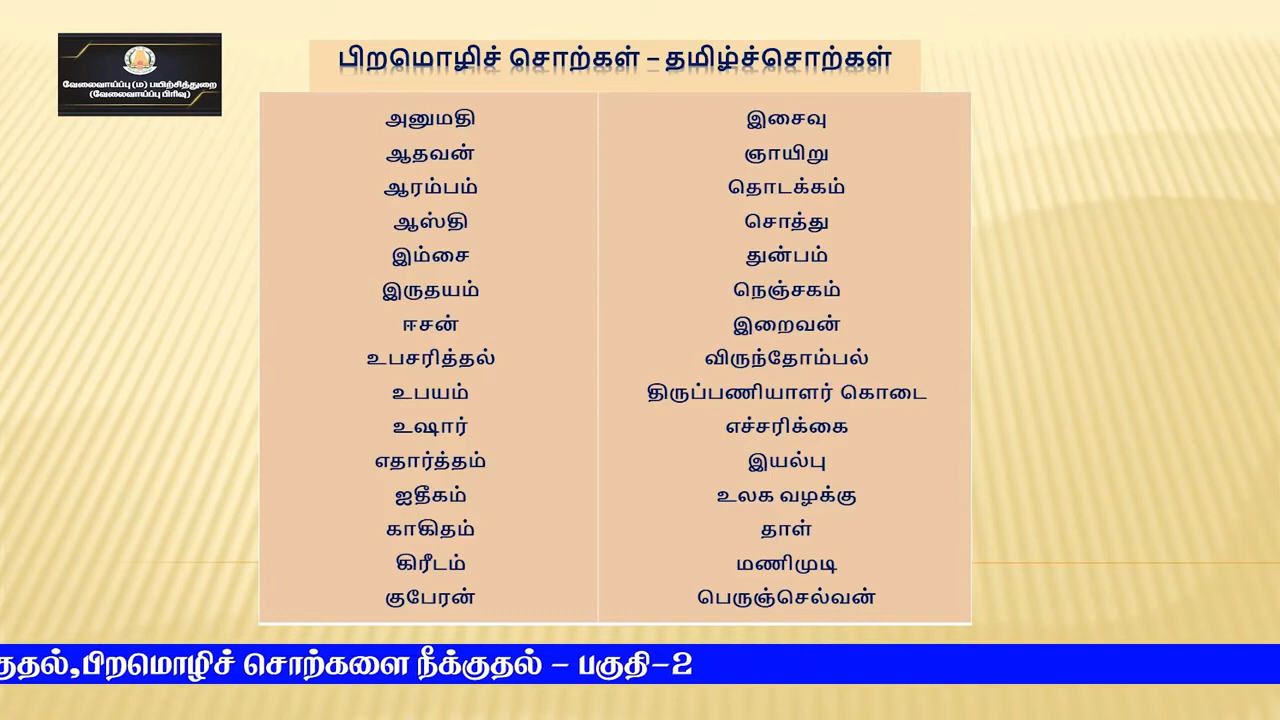 பிறமொழிச் சொற்கள் – தமிழ்ச்சொற்கள்
வேலைவாய்ப்பு (ம) பயிற்சித்துறை
(வேலைவாய்ப்பு பிரிவு)
அனுமதி இசைவு
ஆதவன் ஞாயிறு
ஆரம்பம் தொடக்கம்
ஆஸ்தி சொத்து
இம்சை துன்பம்
இருதயம் நெஞ்சகம்
ஈசன் இறைவன்
உபசரித்தல் விருந்தோம்பல்
உபயம் திருப்பணியாளர் கொடை
உஷார் எச்சரிக்கை
எதார்த்தம் இயல்பு
ஐதீகம் உலக வழக்கு
காகிதம் தாள்
கிரீடம் மணிமுடி
குபேரன் பெருஞ்செல்வன்
குதல்,பிறமொழிச் சொற்களை நீக்குதல் – பகுதி–2